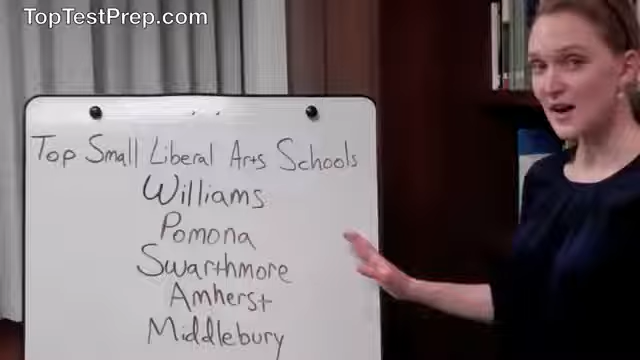 TopTestPrep.com
Top Small Liberal Arts Schools
Williams
Pomona
Swarthmore
Amherst
Middlebury